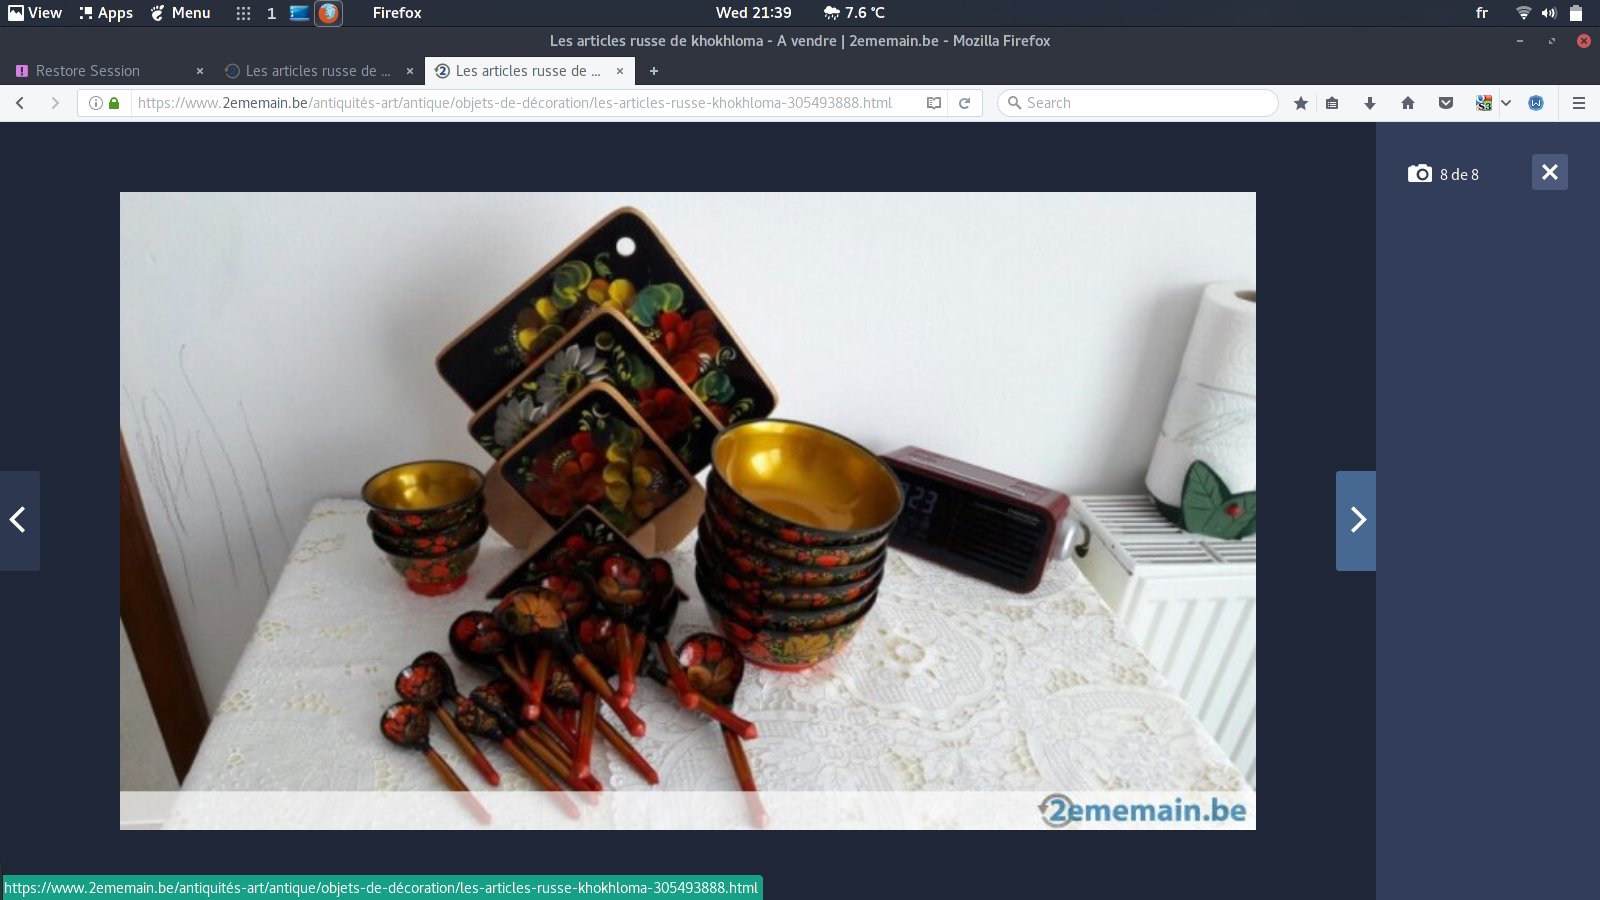 View Apps Menu 1 Firefox Wed 21:39 7.6 °C fr
Les articles russe de khokhloma - A vendre | 2ememain.be - Mozilla Firefox
Restore Session Les articles russe de ... Les articles russe de ...
https://www.2ememain.be/antiquités-art/antique/objets-de-décoration/les-articles-russe-khokhloma-305493888.html Search
8 de 8
2ememain.be
https://www.2ememain.be/antiquités-art/antique/objets-de-décoration/les-articles-russe-khokhloma-305493888.html